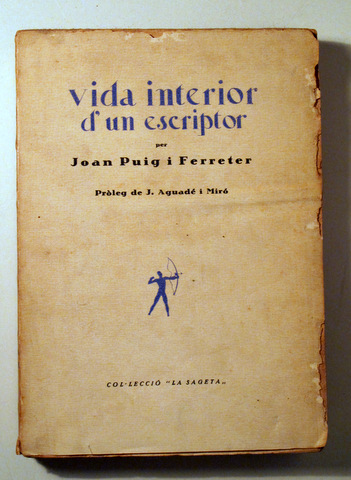 vida interior
d'un escriptor
per
Joan Puig i Ferreter
Pròleg de J. Aguadé i Miró
COL·LECCIÓ "LA SAGETA„